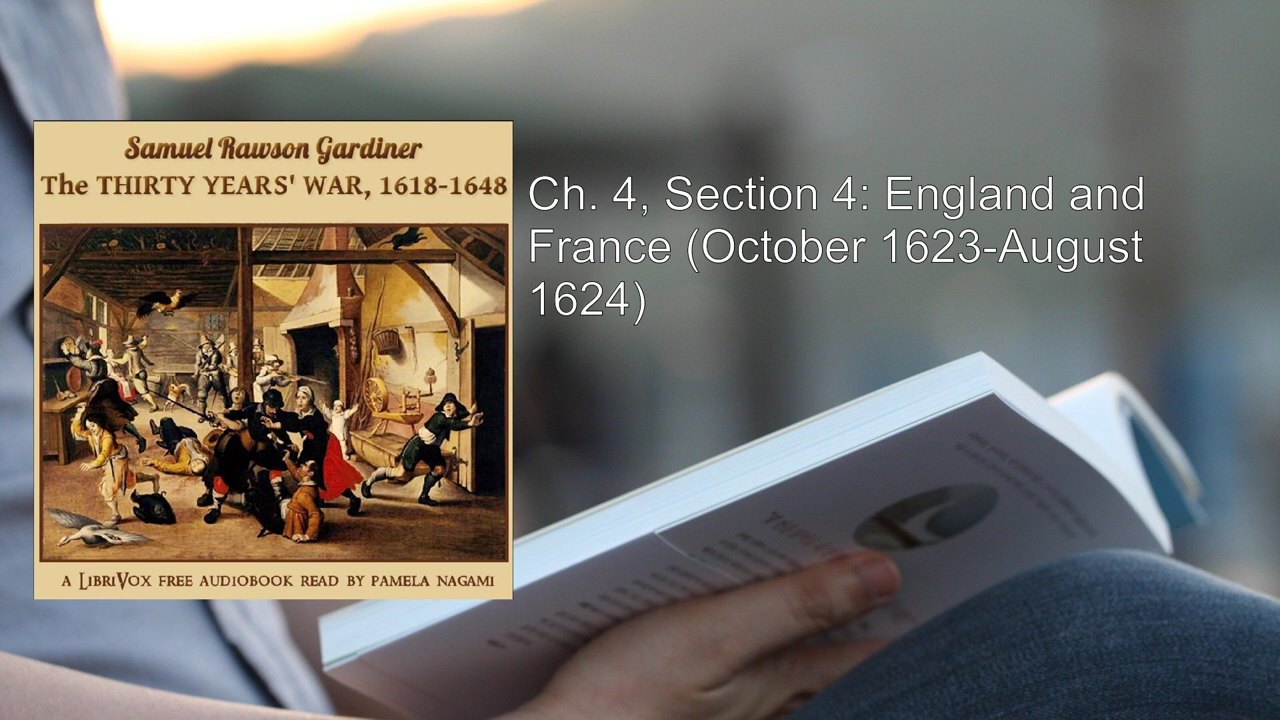 Samuel Rawson Gardiner
The THIRTY YEARS' WAR, 1618-1648
A LIBRIVOX FREE AUDIOBOOK READ BY PAMELA NAGAMI
Ch. 4, Section 4: England and
France (October 1623-August
1624)